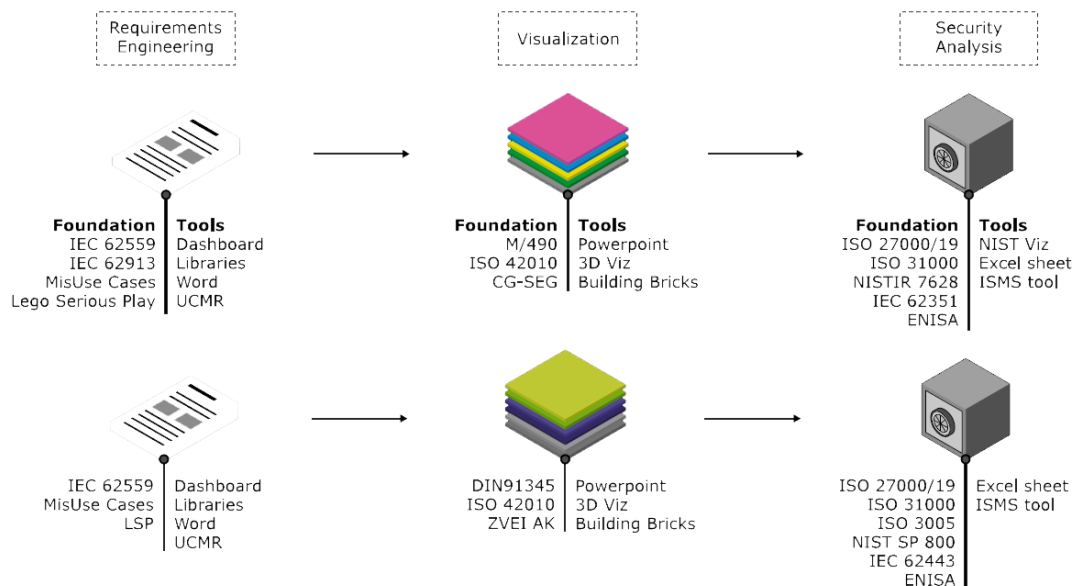 Requirements
Engineering
Visualization
Security
Analysis
Foundation Tools
IEC 62559 Dashboard
IEC 62913 Libraries
MisUse Cases Word
Lego Serious Play UCMR
Foundation Tools
M/490 Powerpoint
ISO 42010 3D Viz
CG-SEG Building Bricks
Foundation Tools
ISO 27000/19 NIST Viz
ISO 31000 Excel sheet
NISTIR 7628 ISMS tool
IEC 62351
ENISA
IEC 62559 Dashboard
MisUse Cases Libraries
LSP Word
UCMR
DIN91345 Powerpoint
ISO 42010 3D Viz
ZVEI AK Building Bricks
ISO 27000/19 Excel sheet
ISO 31000 ISMS tool
ISO 3005
NIST SP 800
IEC 62443
ENISA